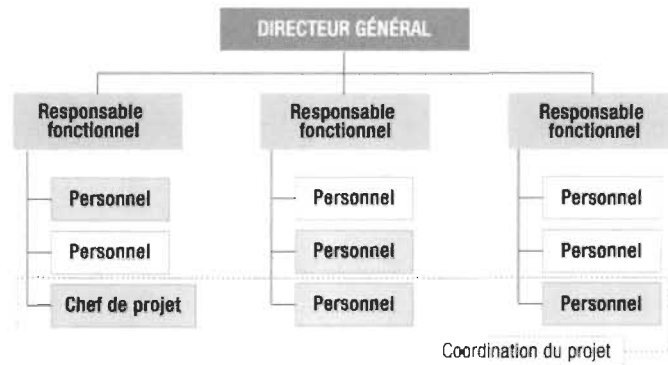 DIRECTEUR GÉNÉRAL
Responsable
fonctionnel
Responsable
fonctionnel
Responsable
fonctionnel
Personnel
Personnel
Personnel
Personnel
Personnel
Personnel
Chef de projet
Personnel
Personnel
Coordination du projet